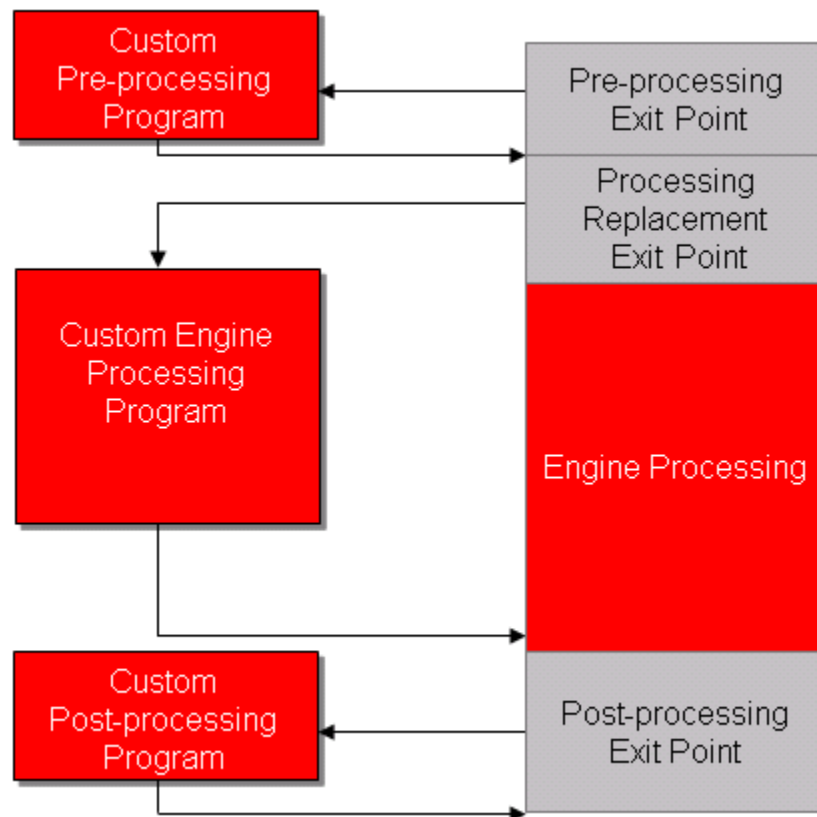 Custom
Pre-processing
Program
Pre-processing
Exit Point
Processing
Replacement
Exit Point
Custom Engine
Processing
Program
Engine Processing
Custom
Post-processing
Program
Post-processing
Exit Point